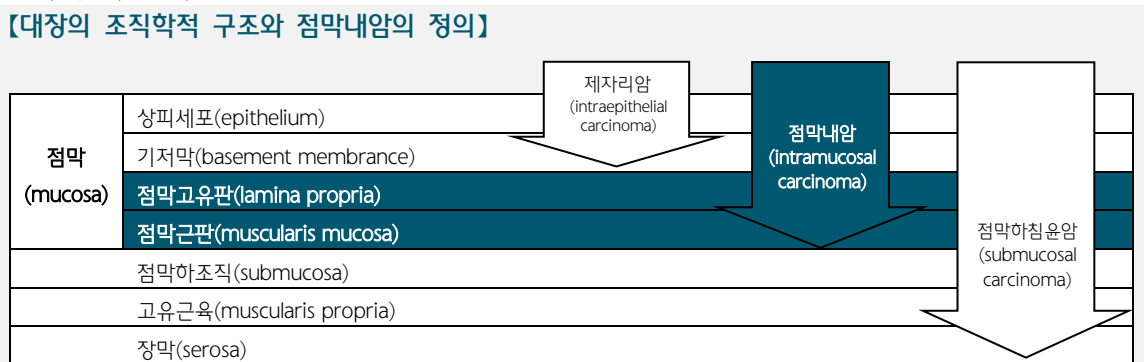 【대장의 조직학적 구조와 점막내암의 정의】
제자리암
(intraepithelial
carcinoma)
점막내암
(intramucosal
carcinoma)
점막하침윤암
(submucosal
carcinoma)
점막
(mucosa)
상피세포(epithelium)
기저막(basement membrance)
점막고유판(lamina propria)
점막근판(muscularis mucosa)
점막하조직(submucosa)
고유근육(muscularis propria)
장막(serosa)